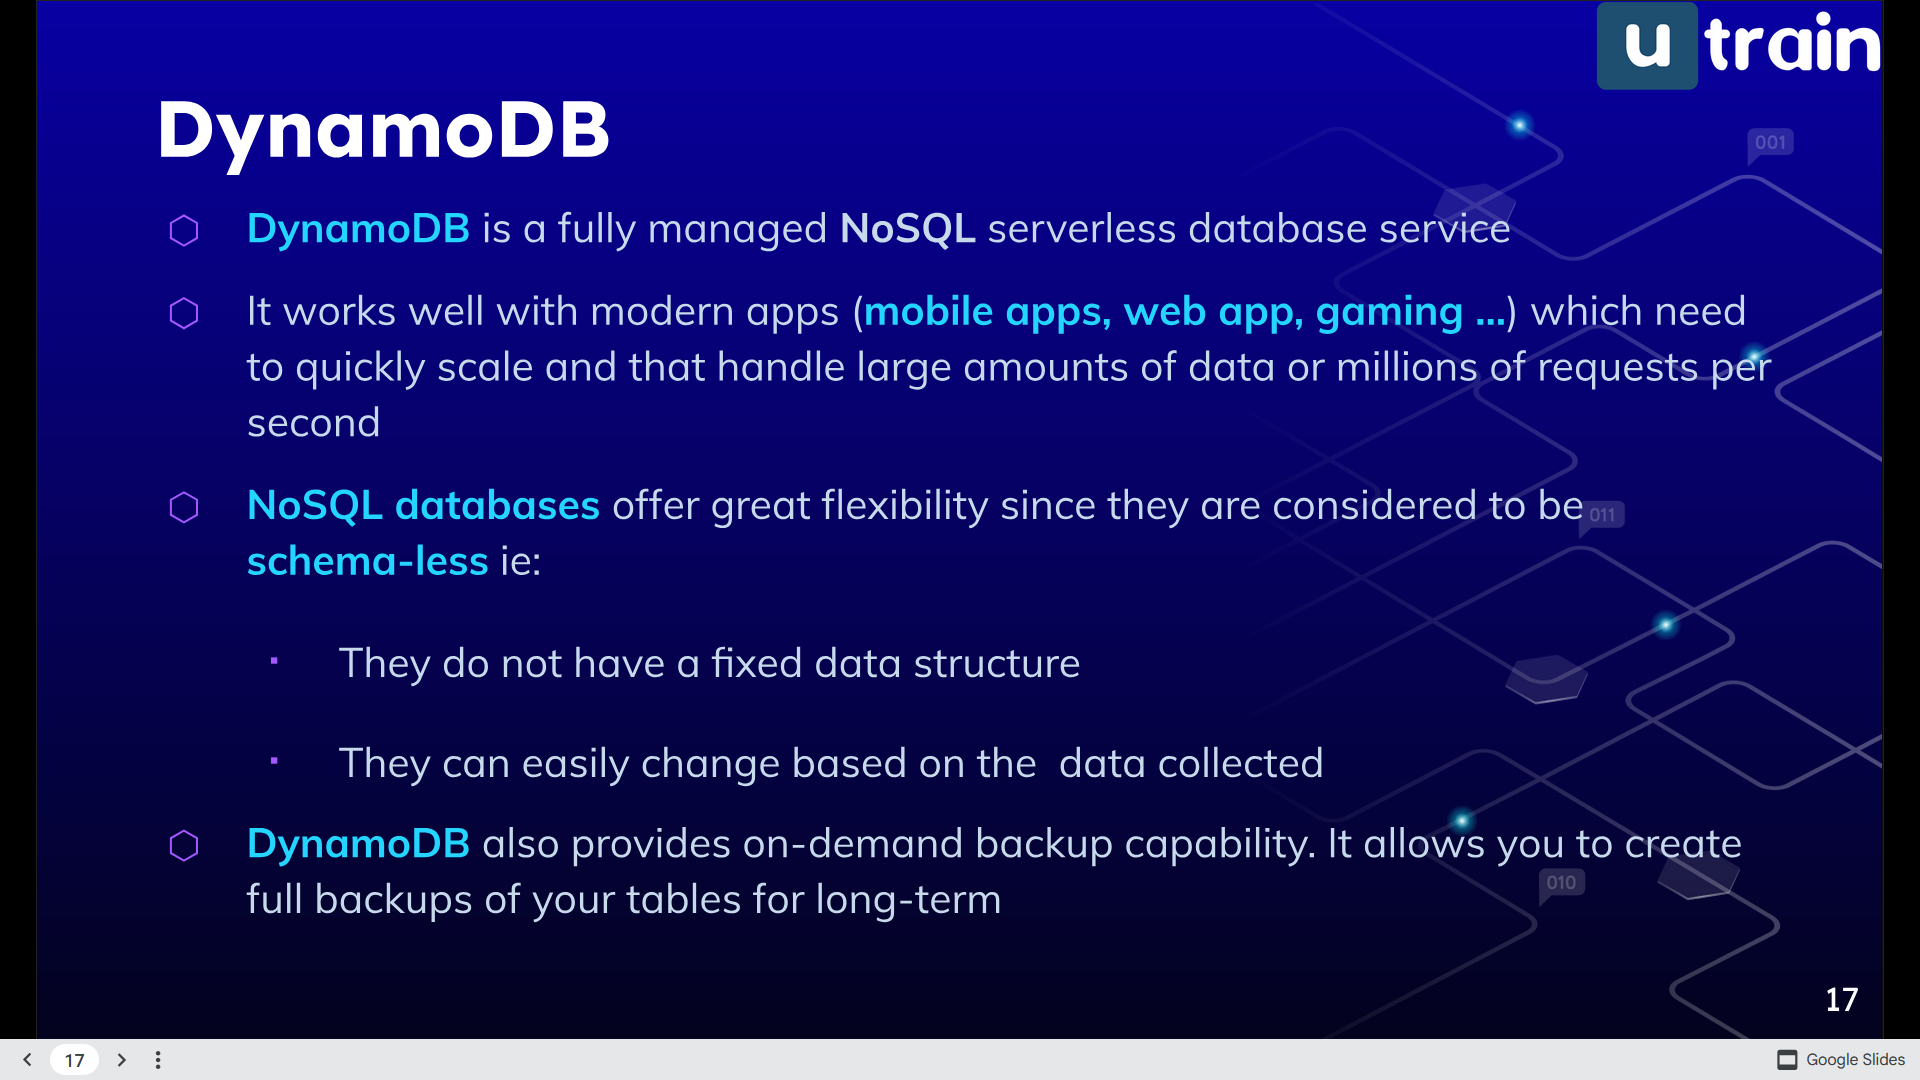 u train
001
DynamoDB
DynamoDB is a fully managed NoSQL serverless database service
It works well with modern apps (mobile apps, web app, gaming ...) which need
to quickly scale and that handle large amounts of data or millions of requests per
second
NoSQL databases offer great flexibility since they are considered to be
011
schema-less ie:
They do not have a fixed data structure
They can easily change based on the  data collected
DynamoDB also provides on-demand backup capability. It allows you to create
full backups of your tables for long-term
010
17
17
Google Slides